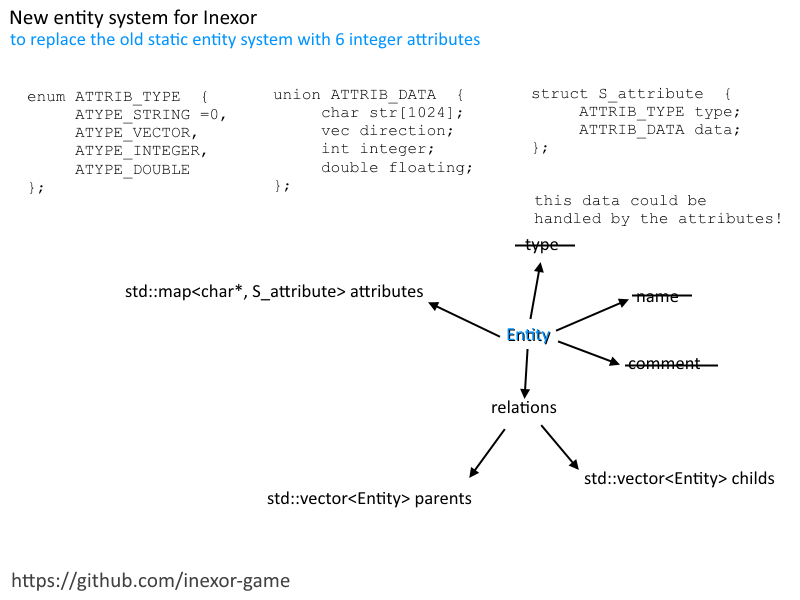 New entity system for Inexor
to replace the old static entity system with 6 integer attributes
enum ATTRIB_TYPE {
ATYPE_STRING =0,
ATYPE_VECTOR,
ATYPE_INTEGER,
ATYPE_DOUBLE
};
union ATTRIB_DATA {
char str[1024];
vec direction;
int integer;
double floating;
};
struct S_attribute {
ATTRIB_TYPE type;
ATTRIB_DATA data;
};
this data could be
handled by the attributes!
type
std::map<char*, S_attribute> attributes
name
Entity
comment
relations
std::vector<Entity> childs
std::vector<Entity> parents
https://github.com/inexor-game